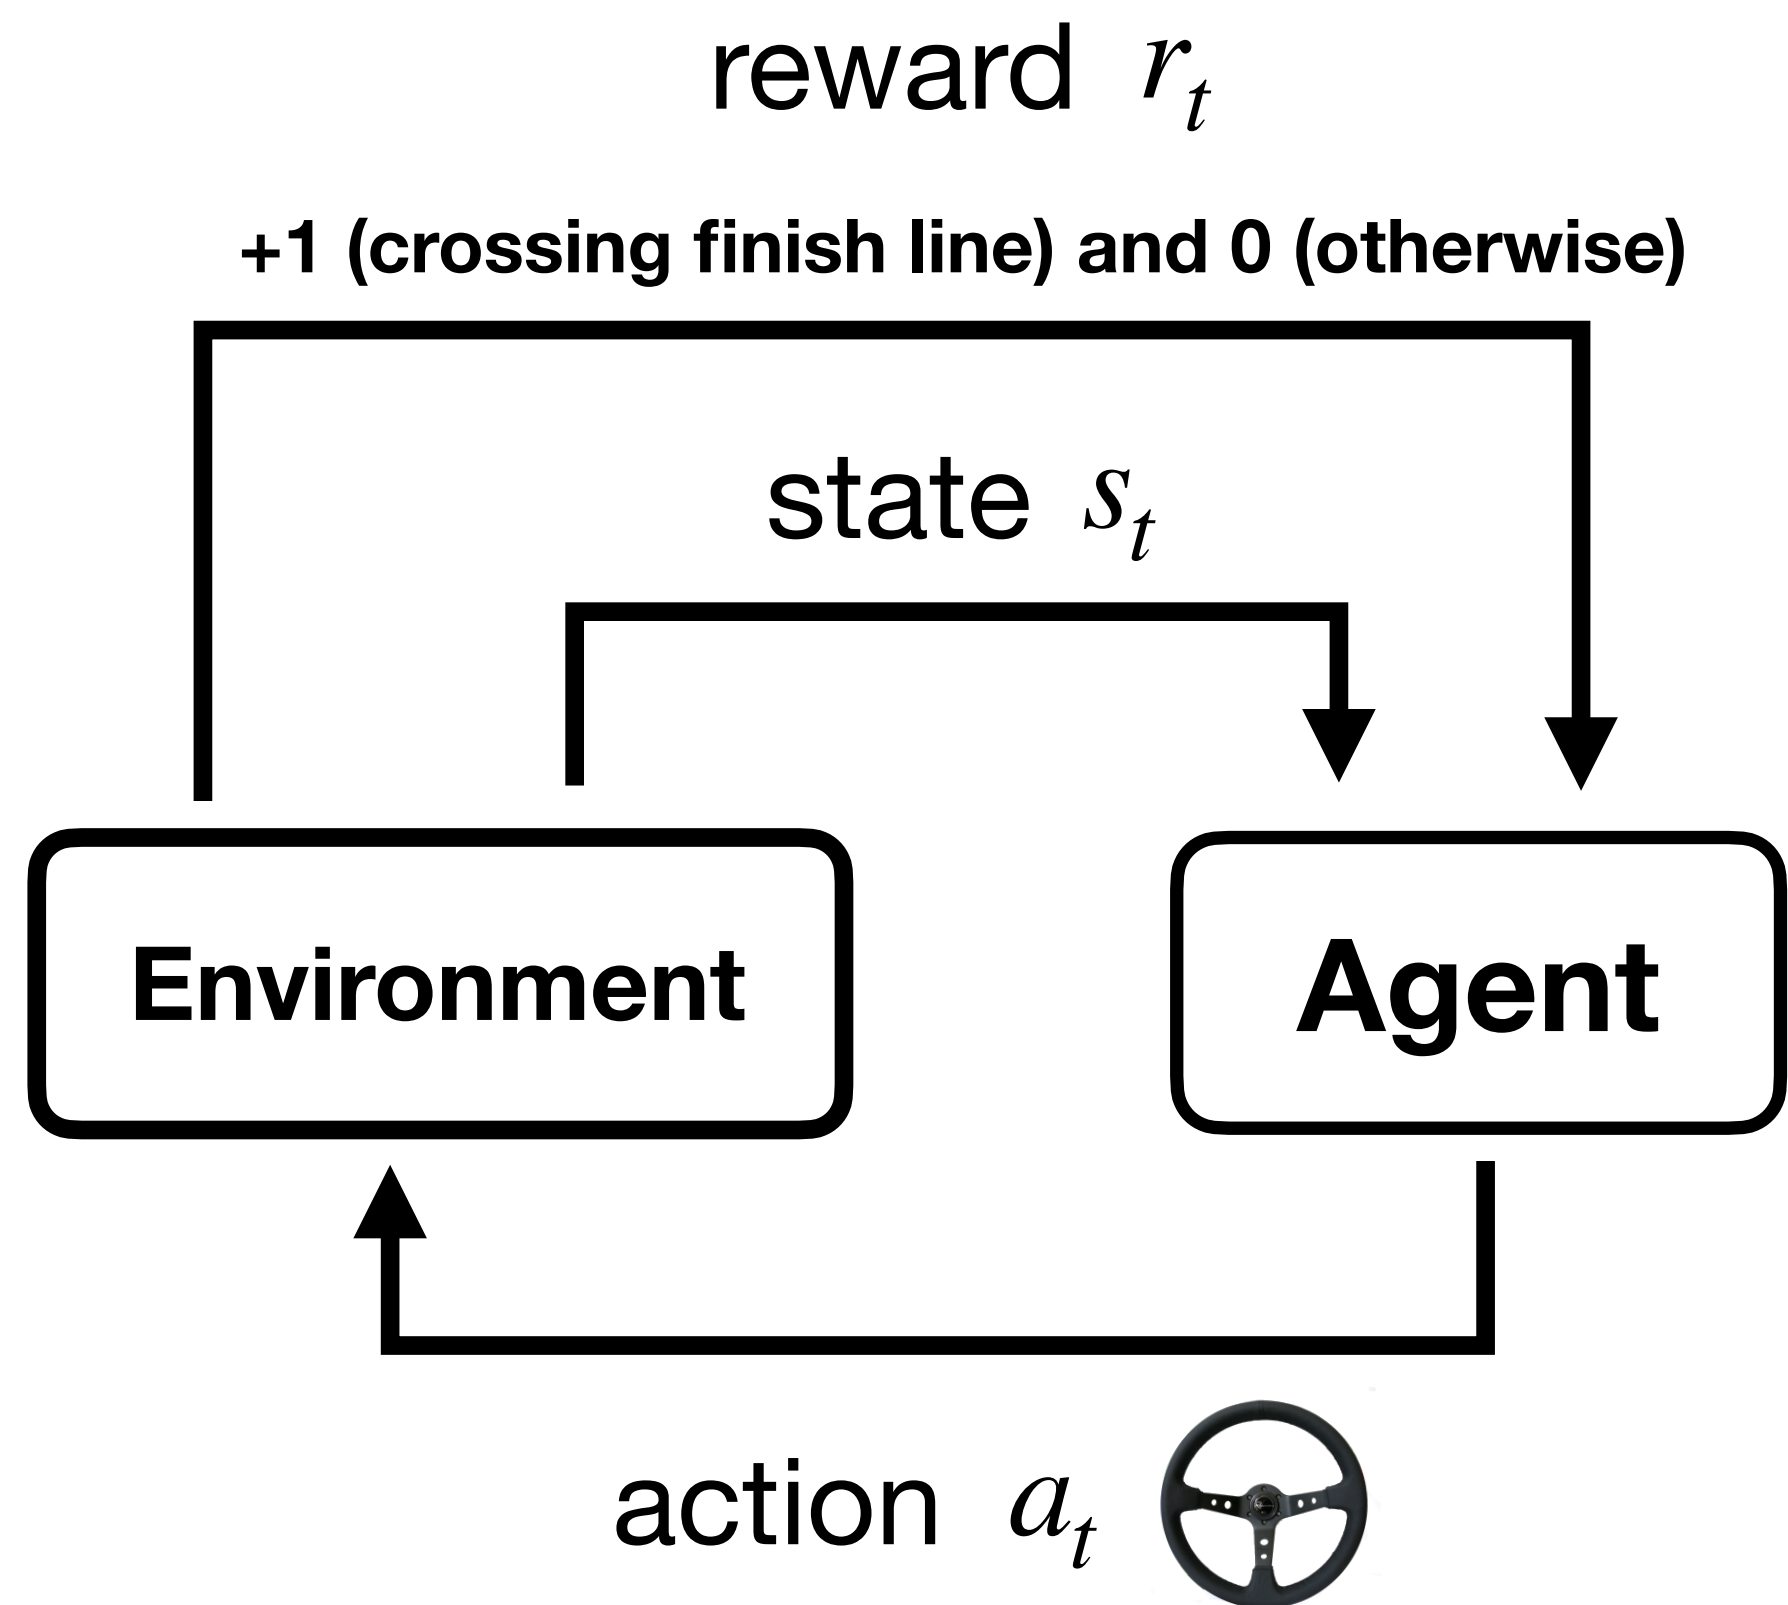 reward r_t
+1 (crossing finish line) and 0 (otherwise)
state s_t
Environment
Agent
action a_t